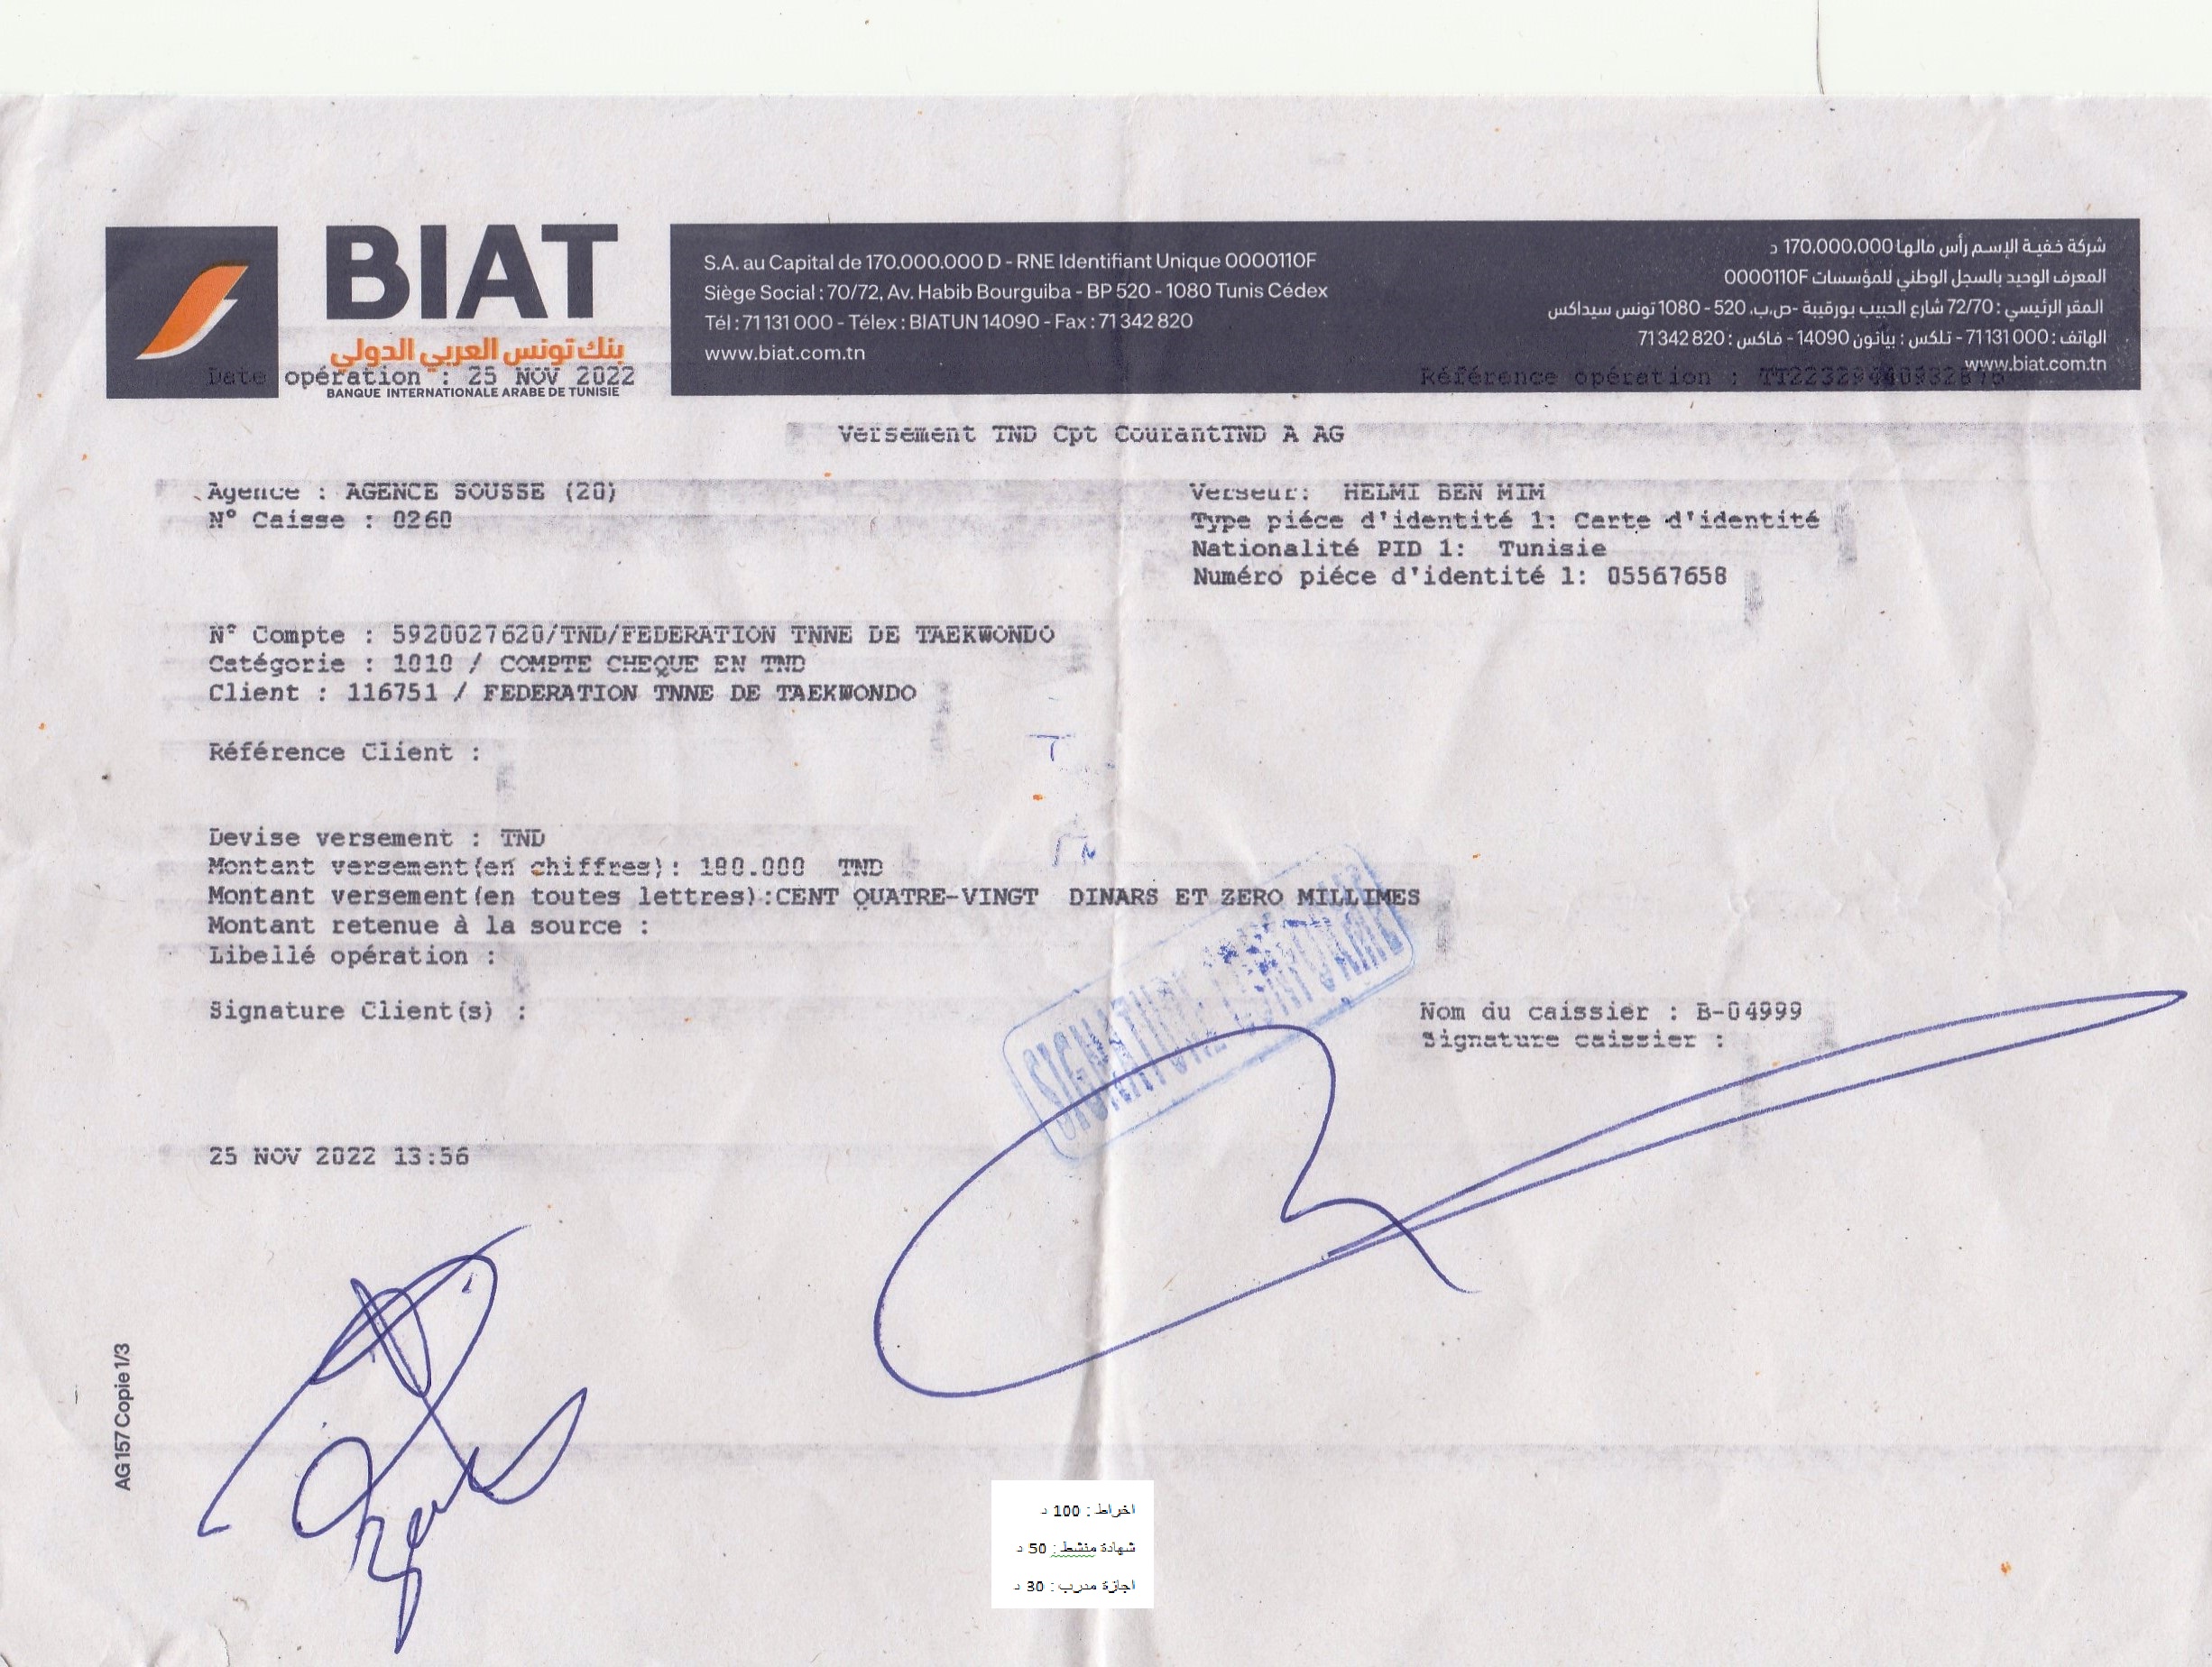 BIAT
بنك تونس العربي الدولي
BANQUE INTERNATIONALE ARABE DE TUNISIE
S.A. au Capital de 170.000.000 D - RNE Identifiant Unique 0000110F
Siège Social : 70/72, Av. Habib Bourguiba - BP 520 - 1080 Tunis Cédex
Tél : 71 131 000 - Télex : BIATUN 14090 - Fax : 71 342 820
www.biat.com.tn
شركة خفية الإسم رأس مالها 170.000.000 د
المعرف الوحيد بالسجل الوطني للمؤسسات 0000110F
المقر الرئيسي : 72/70 شارع الحبيب بورقيبة -ص.ب. 520 - 1080 تونس سيداكس
الهاتف : 71 131 000 - تلكس : بياتون 14090 - فاكس : 71 342 820
www.biat.com.tn
Date opération : 25 NOV 2022
Référence opération :
Versement TND Cpt CourantTND A AG
Agence : AGENCE SOUSSE (20)
N° Caisse : 0260
Verseur: HELMI BEN MIM
Type piéce d'identité 1: Carte d'identité
Nationalité PID 1: Tunisie
Numéro piéce d'identité 1: 05567658
N° Compte : 5920027620/TND/FEDERATION TNNE DE TAEKWONDO
Catégorie : 1010 / COMPTE CHEQUE EN TND
Client : 116751 / FEDERATION TNNE DE TAEKWONDO
Référence Client :
Devise versement : TND
Montant versement(en chiffres): 180.000 TND
Montant versement(en toutes lettres):CENT QUATRE-VINGT DINARS ET ZERO MILLIMES
Montant retenue à la source :
Libellé opération :
Signature Client(s) :
SIGNATURE CONFORME
Nom du caissier : B-04999
Signature caissier :
25 NOV 2022 13:56
AG 157 Copie 1/3
اخراط : 100 د
شهادة منشط : 50 د
اجازة مدرب : 30 د